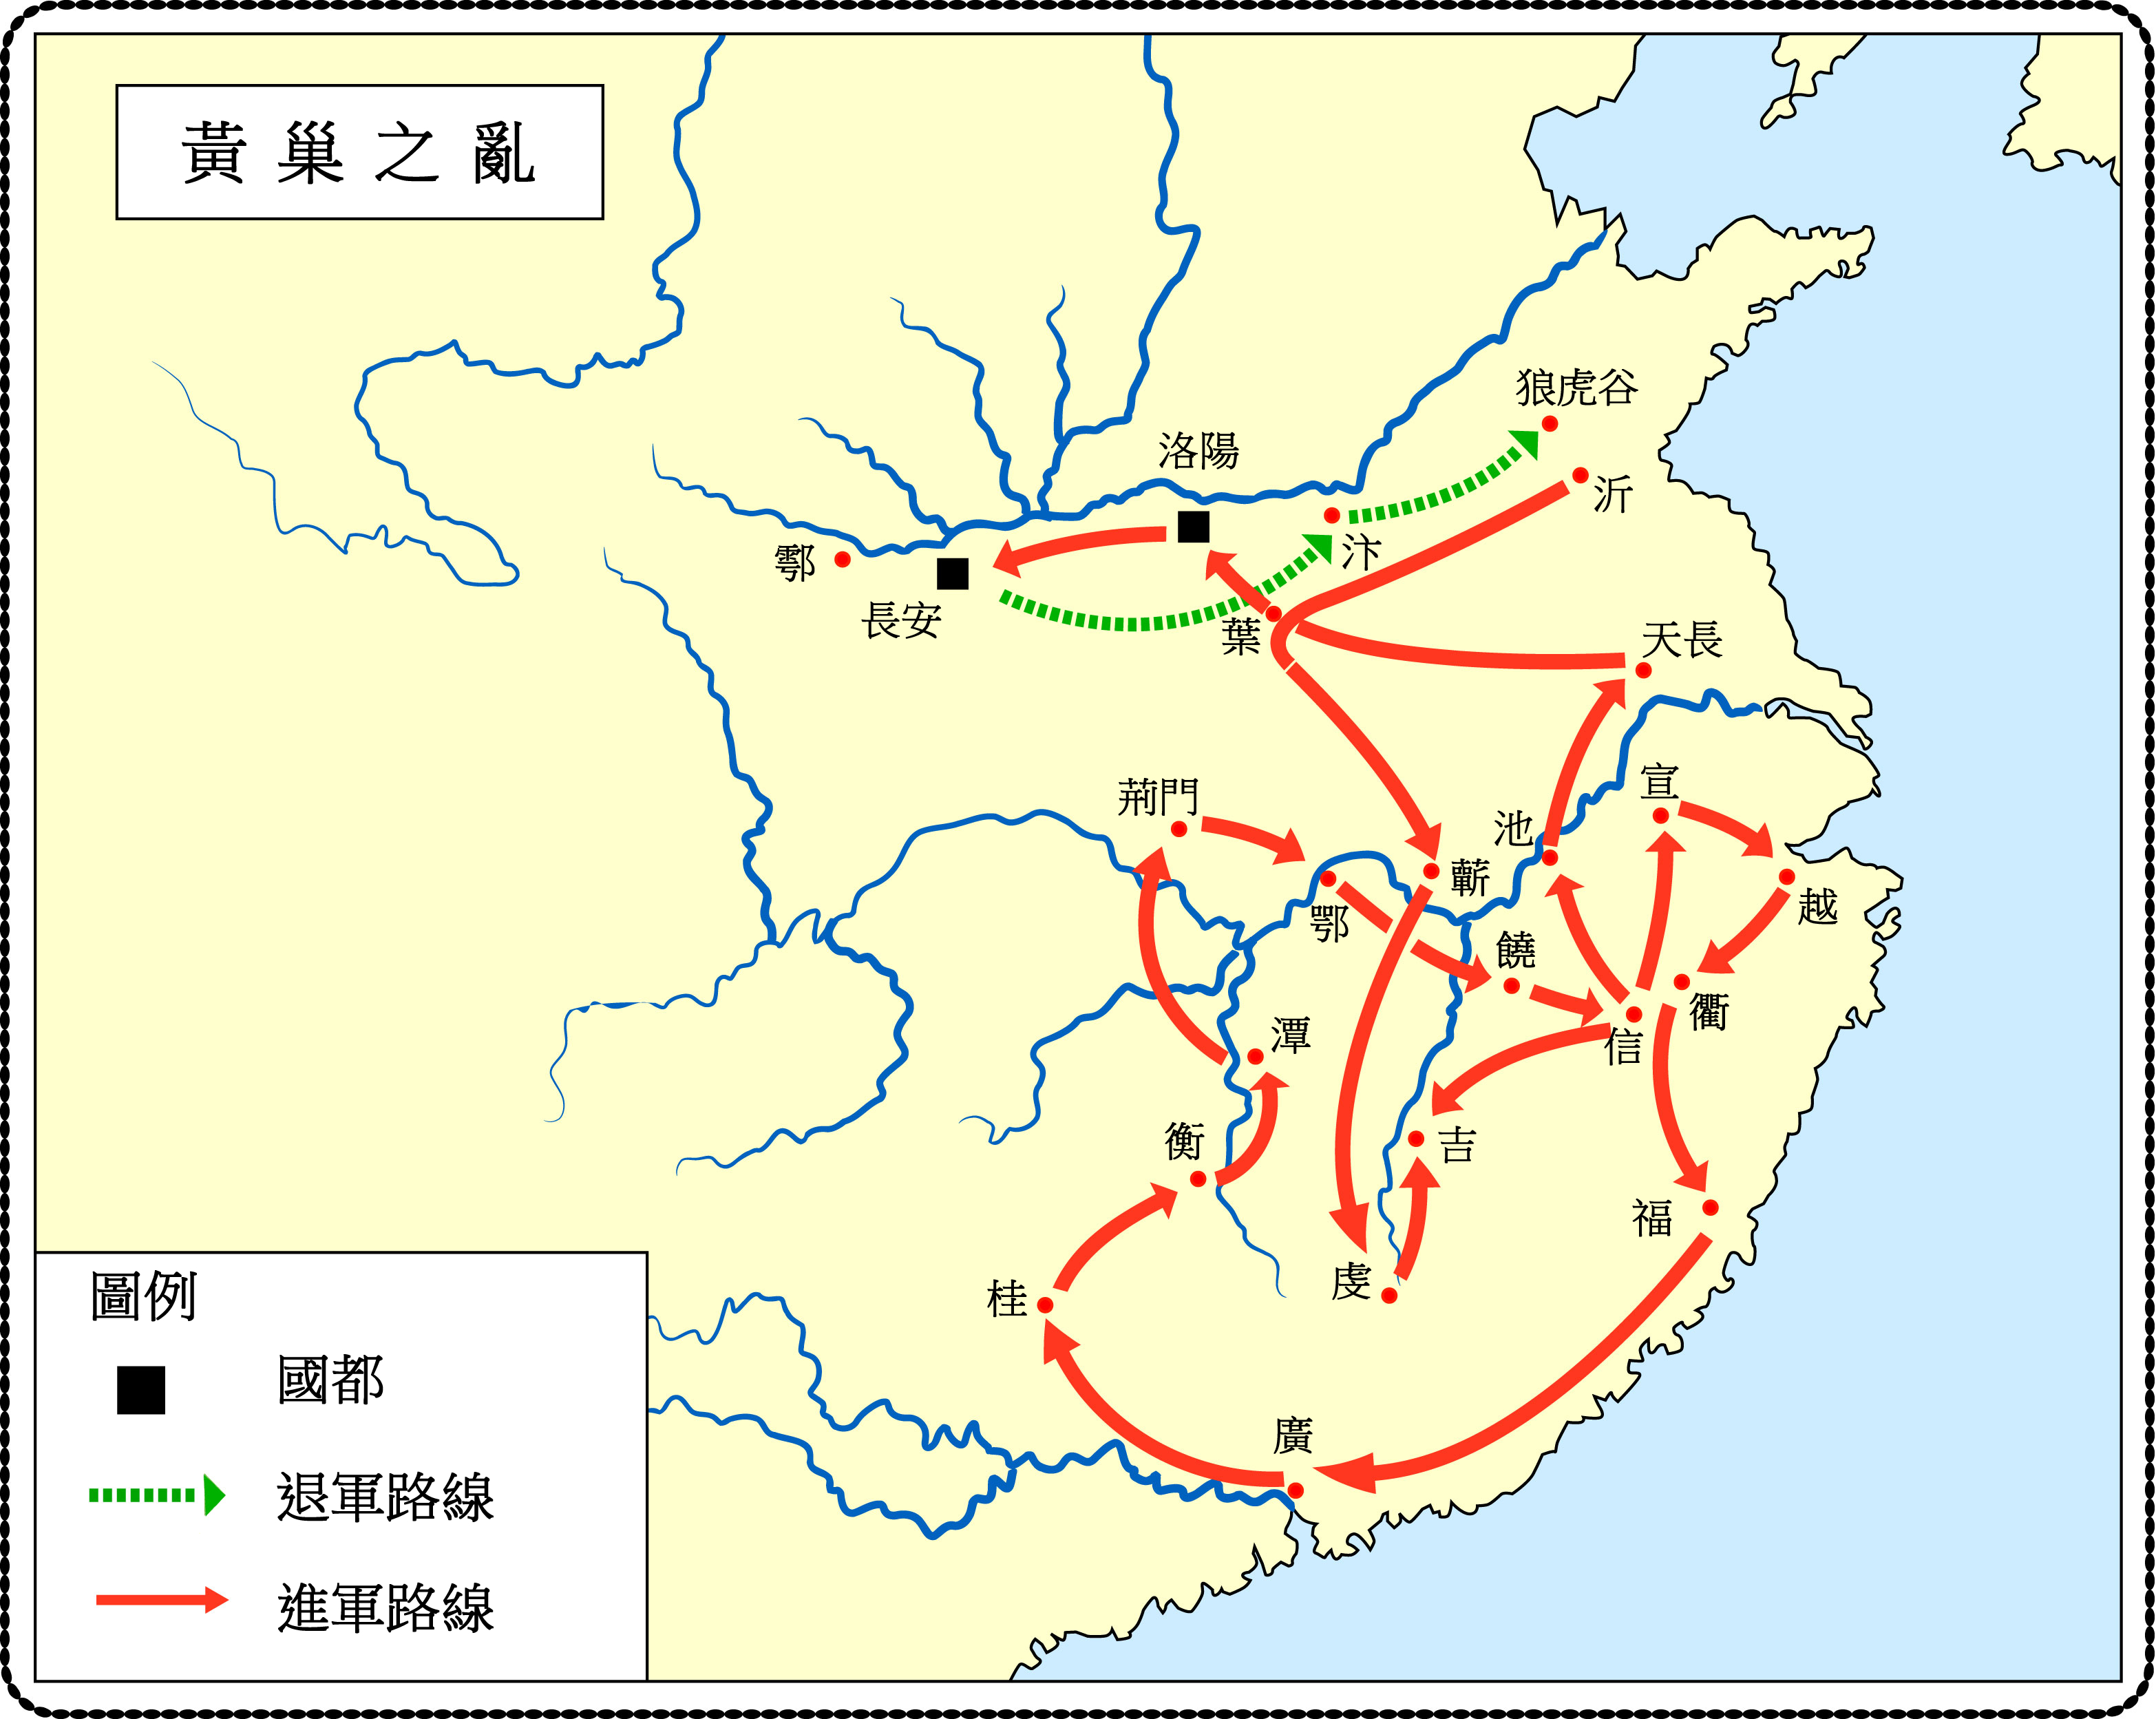 黃巢之亂
狼虎谷
洛陽
沂
汴
鄠
長安
葉
天長
宣
荊門
池
蘄
越
鄂
饒
衢
潭
信
衡
吉
福
虔
桂
廣
圖例
國都
退軍路線
進軍路線